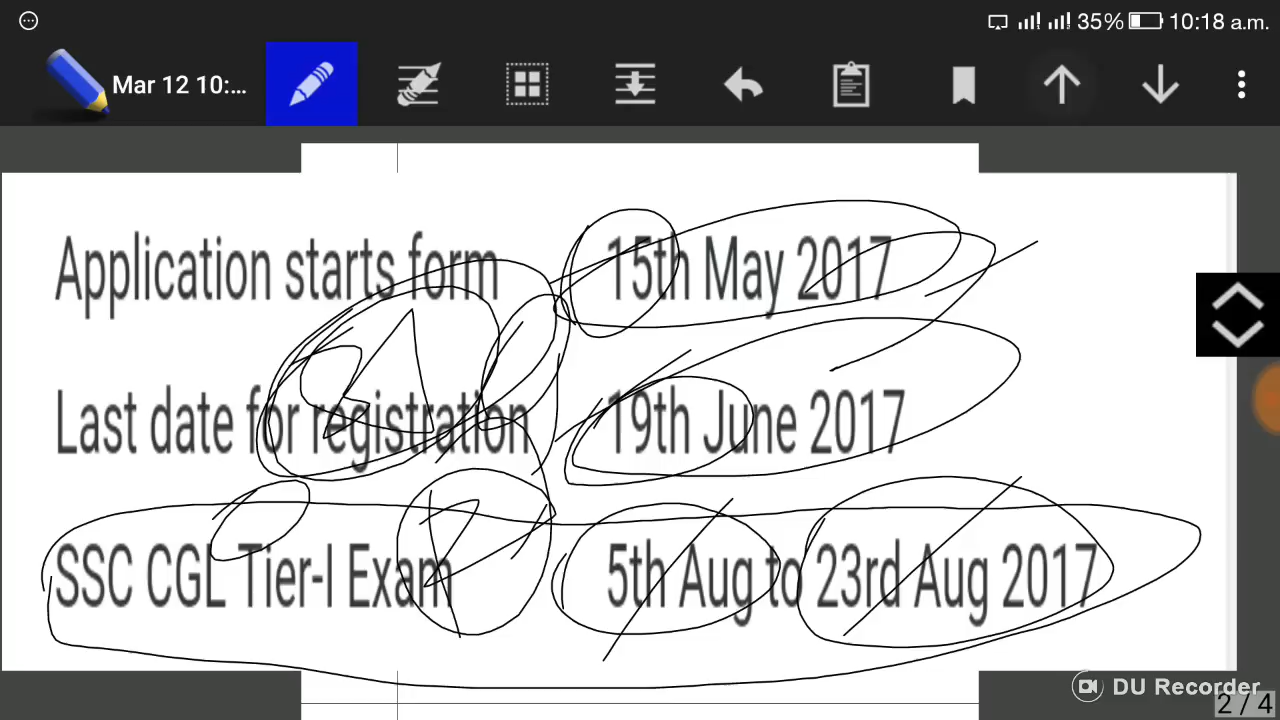 35% 10:18 a.m.
Mar 12 10:...
Application starts form 15th May 2017
Last date for registration 19th June 2017
SSC CGL Tier-I Exam 5th Aug to 23rd Aug 2017
DU Recorder
2 / 4